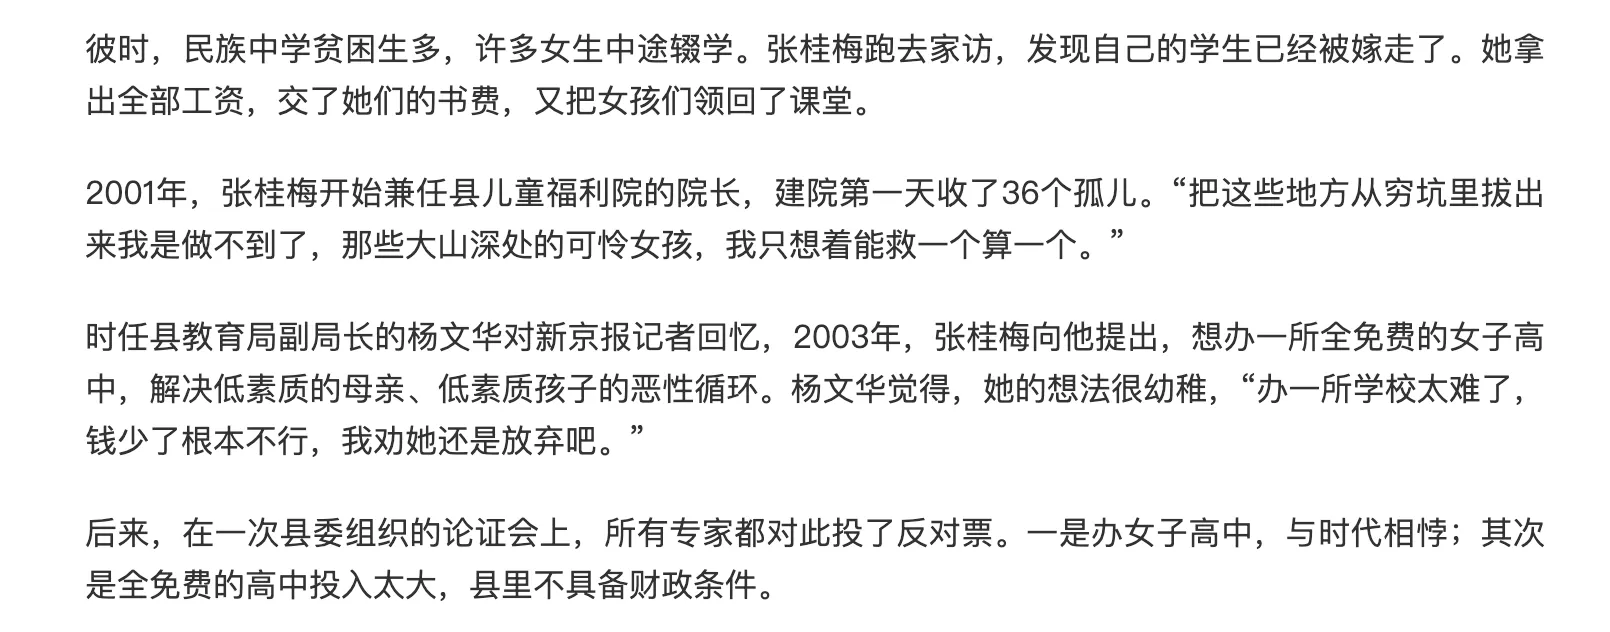 彼时，民族中学贫困生多，许多女生中途辍学。张桂梅跑去家访，发现自己的学生已经被嫁走了。她拿
出全部工资，交了她们的书费，又把女孩们领回了课堂。
2001年，张桂梅开始兼任县儿童福利院的院长，建院第一天收了36个孤儿。“把这些地方从穷坑里拔出
来我是做不到了，那些大山深处的可怜女孩，我只想着能救一个算一个。”
时任县教育局副局长的杨文华对新京报记者回忆，2003年，张桂梅向他提出，想办一所全免费的女子高
中，解决低素质的母亲、低素质孩子的恶性循环。杨文华觉得，她的想法很幼稚，“办一所学校太难了，
钱少了根本不行，我劝她还是放弃吧。”
后来，在一次县委组织的论证会上，所有专家都对此投了反对票。一是办女子高中，与时代相悖；其次
是全免费的高中投入太大，县里不具备财政条件。